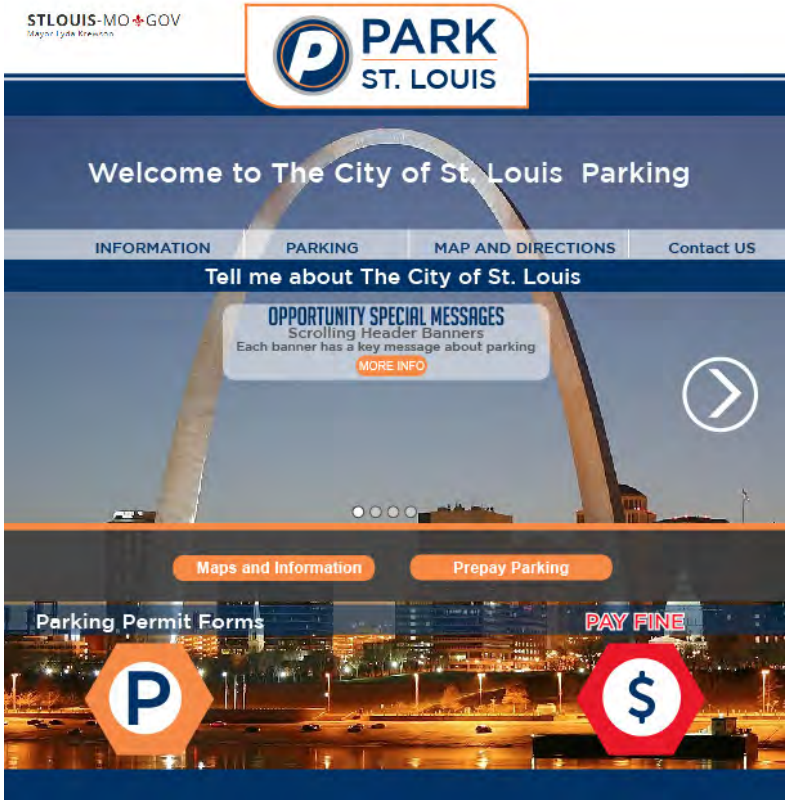 STLOUIS-MO GOV
Mayor Lyda Krewson
P PARK
ST. LOUIS
Welcome to The City of St. Louis Parking
INFORMATION PARKING MAP AND DIRECTIONS Contact US
Tell me about The City of St. Louis
OPPORTUNITY SPECIAL MESSAGES
Scrolling Header Banners
Each banner has a key message about parking
MORE INFO
Maps and Information Prepay Parking
Parking Permit Forms PAY FINE
P $